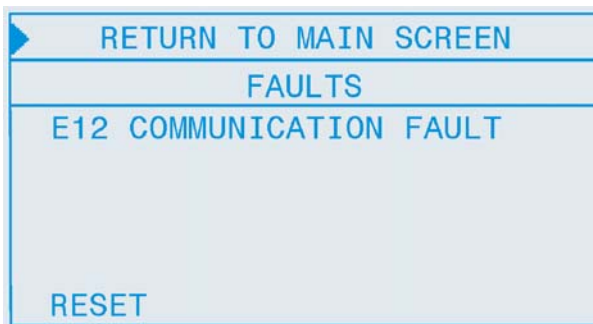 RETURN TO MAIN SCREEN
FAULTS
E12 COMMUNICATION FAULT
RESET